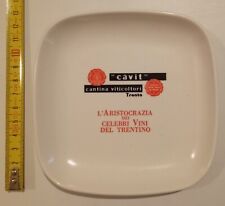 "cavit"
cantina viticoltori
Trento
L'ARISTOCRAZIA
DEI
CELEBRI VINI
DEL TRENTINO